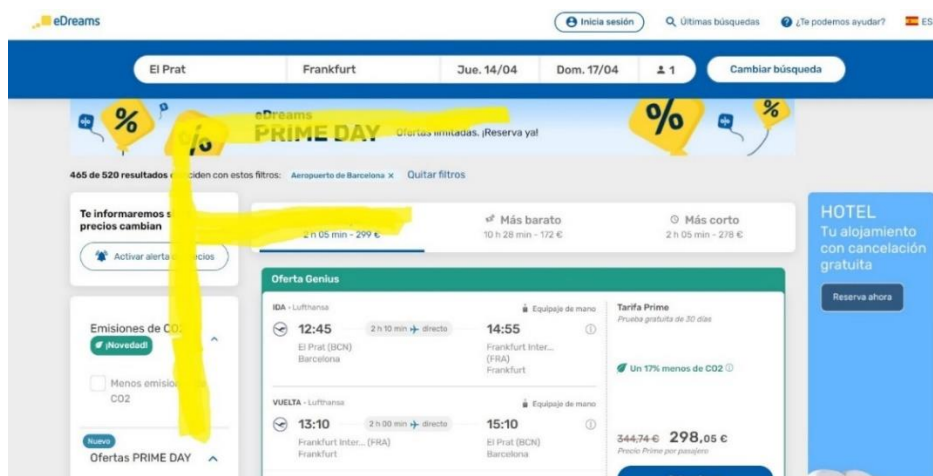 eDreams
Inicia sesión
Últimas búsquedas
¿Te podemos ayudar?
ES
El Prat
Frankfurt
Jue. 14/04
Dom. 17/04
1
Cambiar búsqueda
eDreams
PRIME DAY Ofertas limitadas. ¡Reserva ya!
%
%
%
%
465 de 520 resultados con estos filtros: Aeropuerto de Barcelona x Quitar filtros
Te informaremos
precios cambian
Activar alerta
Emisiones de CO2
¡Novedad!
Menos
CO2
Nuevo
Ofertas PRIME DAY
2 h 05 min - 299 €
Más barato
10 h 28 min - 172 €
Más corto
2 h 05 min - 278 €
Oferta Genius
IDA - Lufthansa
Equipaje de mano
12:45
2 h 10 min directo
14:55
El Prat (BCN)
Barcelona
Frankfurt Inter...
(FRA)
Frankfurt
VUELTA - Lufthansa
Equipaje de mano
13:10
2 h 00 min directo
15:10
Frankfurt Inter... (FRA)
Frankfurt
El Prat (BCN)
Barcelona
Tarifa Prime
Prueba gratuita de 30 días
Un 17% menos de CO2
344,74 € 298,05 €
Precio Prime por pasajero
HOTEL
Tu alojamiento
con cancelación
gratuita
Reserva ahora